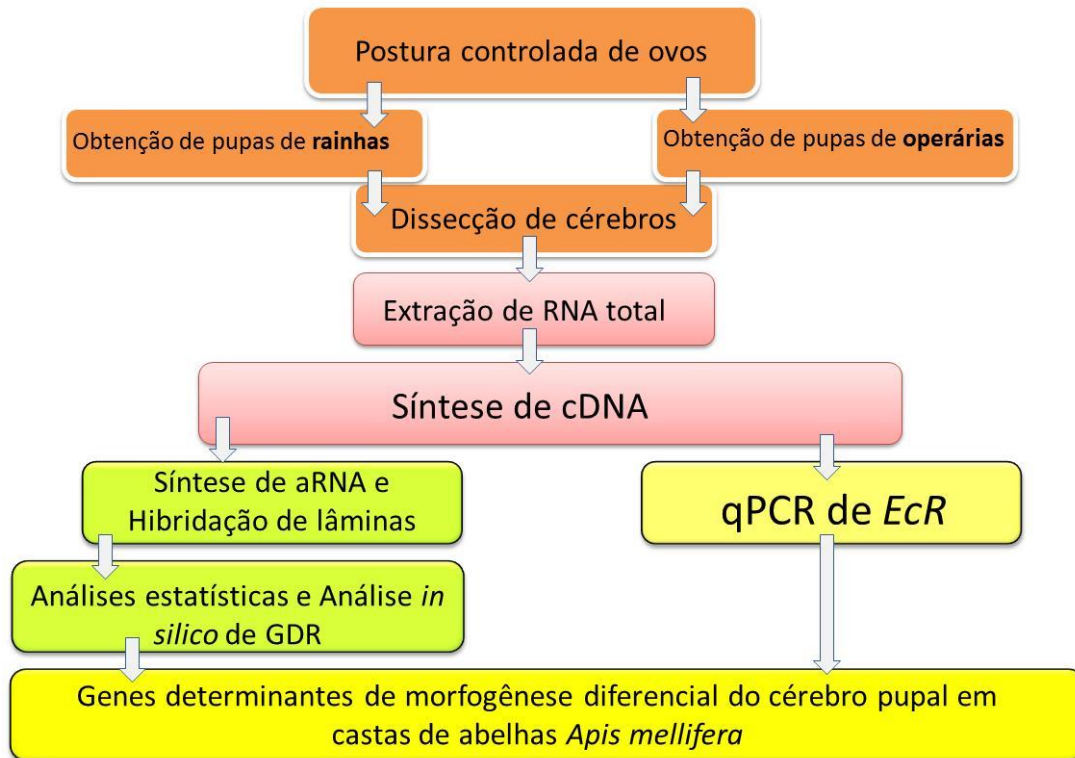 Postura controlada de ovos
Obtenção de pupas de rainhas
Obtenção de pupas de operárias
Dissecção de cérebros
Extração de RNA total
Síntese de cDNA
Síntese de aRNA e
Hibridação de lâminas
qPCR de EcR
Análises estatísticas e Análise in
silico de GDR
Genes determinantes de morfogênese diferencial do cérebro pupal em
castas de abelhas Apis mellifera